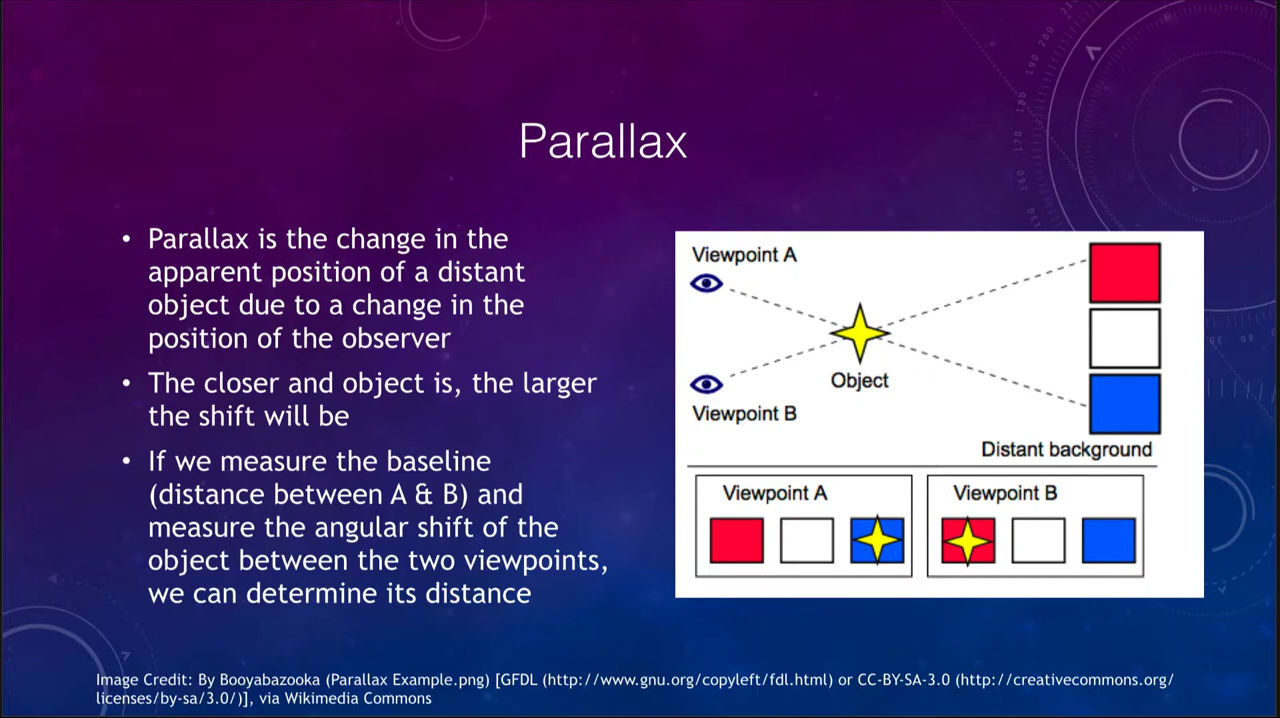 Parallax
• Parallax is the change in the
apparent position of a distant
object due to a change in the
position of the observer
• The closer and object is, the larger
the shift will be
• If we measure the baseline
(distance between A & B) and
measure the angular shift of the
object between the two viewpoints,
we can determine its distance
Viewpoint A
Object
Viewpoint B
Distant background
Viewpoint A
Viewpoint B
Image Credit: By Booyabazooka (Parallax Example.png) [GFDL (http://www.gnu.org/copyleft/fdl.html) or CC-BY-SA-3.0 (http://creativecommons.org/
licenses/by-sa/3.0/)], via Wikimedia Commons